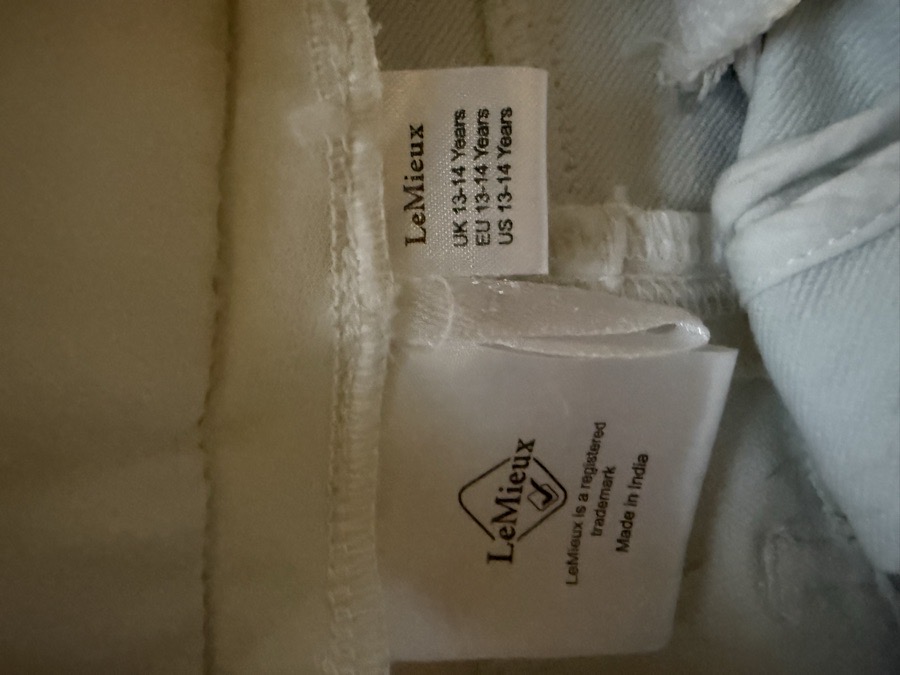 LeMieux
UK 13-14 Years
EU 13-14 Years
US 13-14 Years
LeMieux
LeMieux is a registered
trademark
Made in India